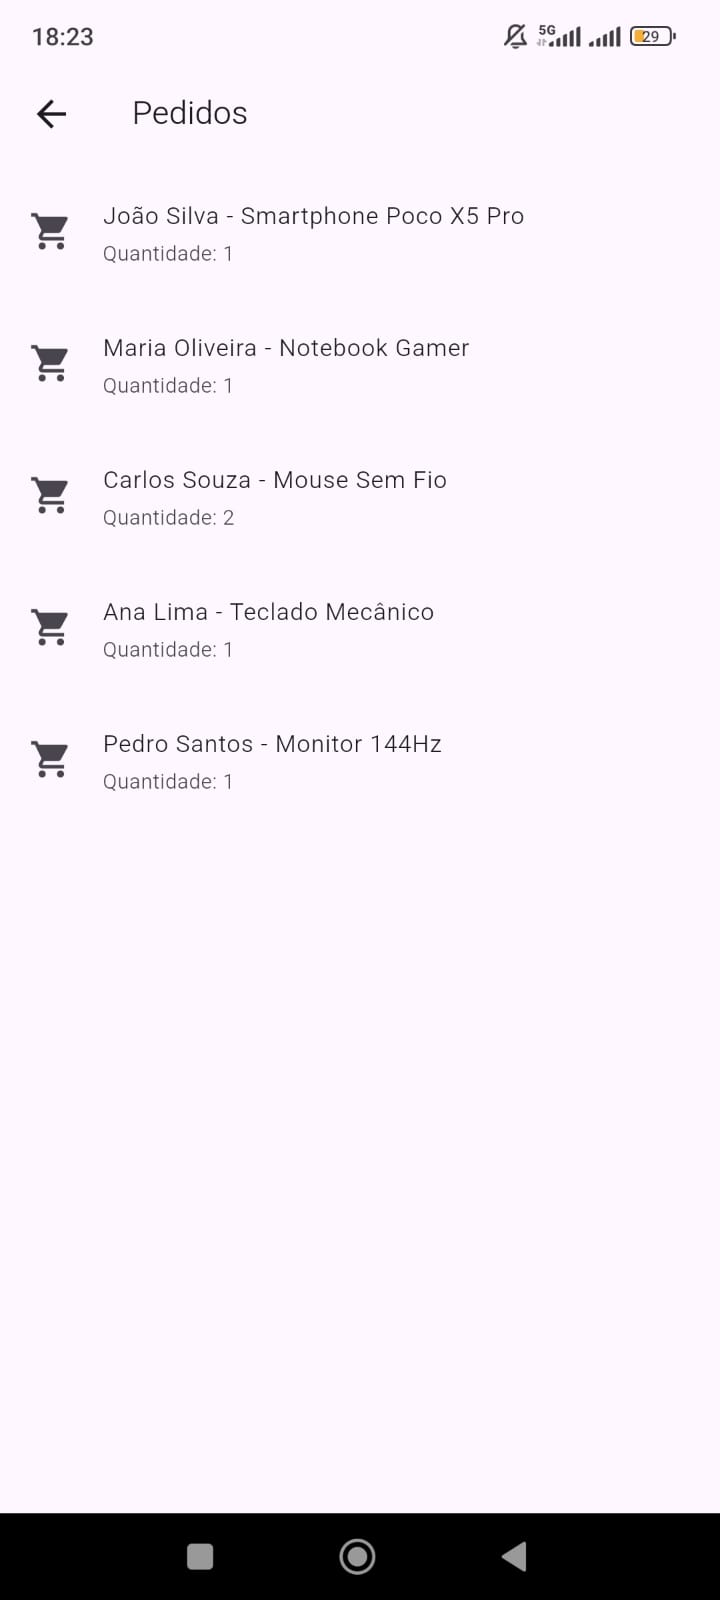 18:23
5G
29
Pedidos
João Silva - Smartphone Poco X5 Pro
Quantidade: 1
Maria Oliveira - Notebook Gamer
Quantidade: 1
Carlos Souza - Mouse Sem Fio
Quantidade: 2
Ana Lima - Teclado Mecânico
Quantidade: 1
Pedro Santos - Monitor 144Hz
Quantidade: 1